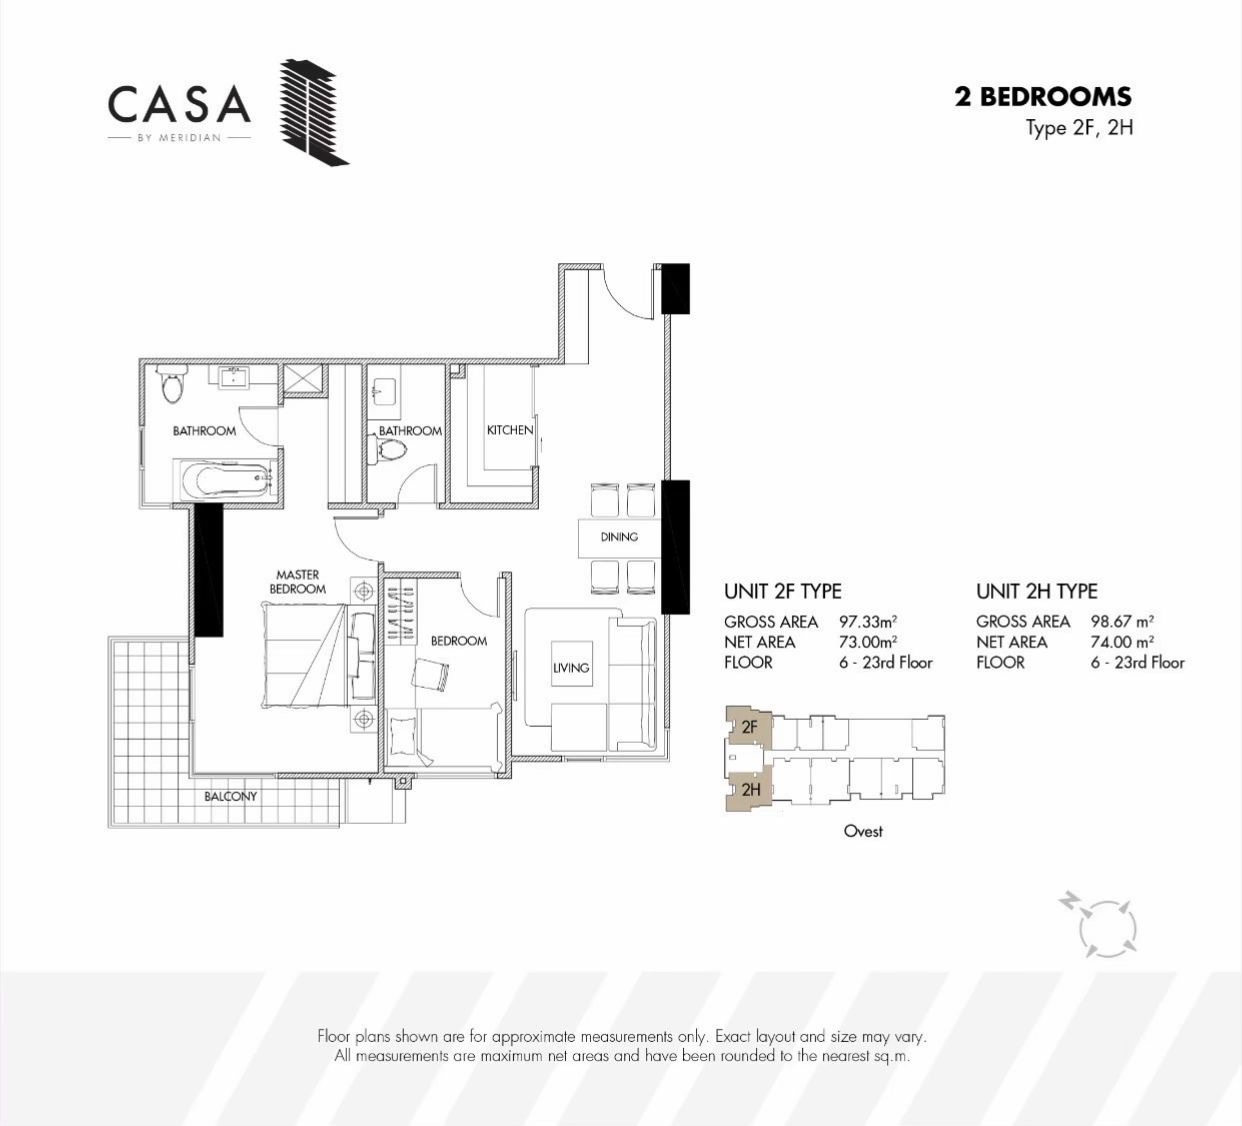 CASA
BY MERIDIAN
2 BEDROOMS
Type 2F, 2H
BATHROOM
BATHROOM
KITCHEN
DINING
MASTER
BEDROOM
BEDROOM
LIVING
BALCONY
UNIT 2F TYPE
GROSS AREA 97.33m²
NET AREA 73.00m²
FLOOR 6 - 23rd Floor
UNIT 2H TYPE
GROSS AREA 98.67 m²
NET AREA 74.00 m²
FLOOR 6 - 23rd Floor
2F
2H
Ovest
N
Floor plans shown are for approximate measurements only. Exact layout and size may vary.
All measurements are maximum net areas and have been rounded to the nearest sq.m.